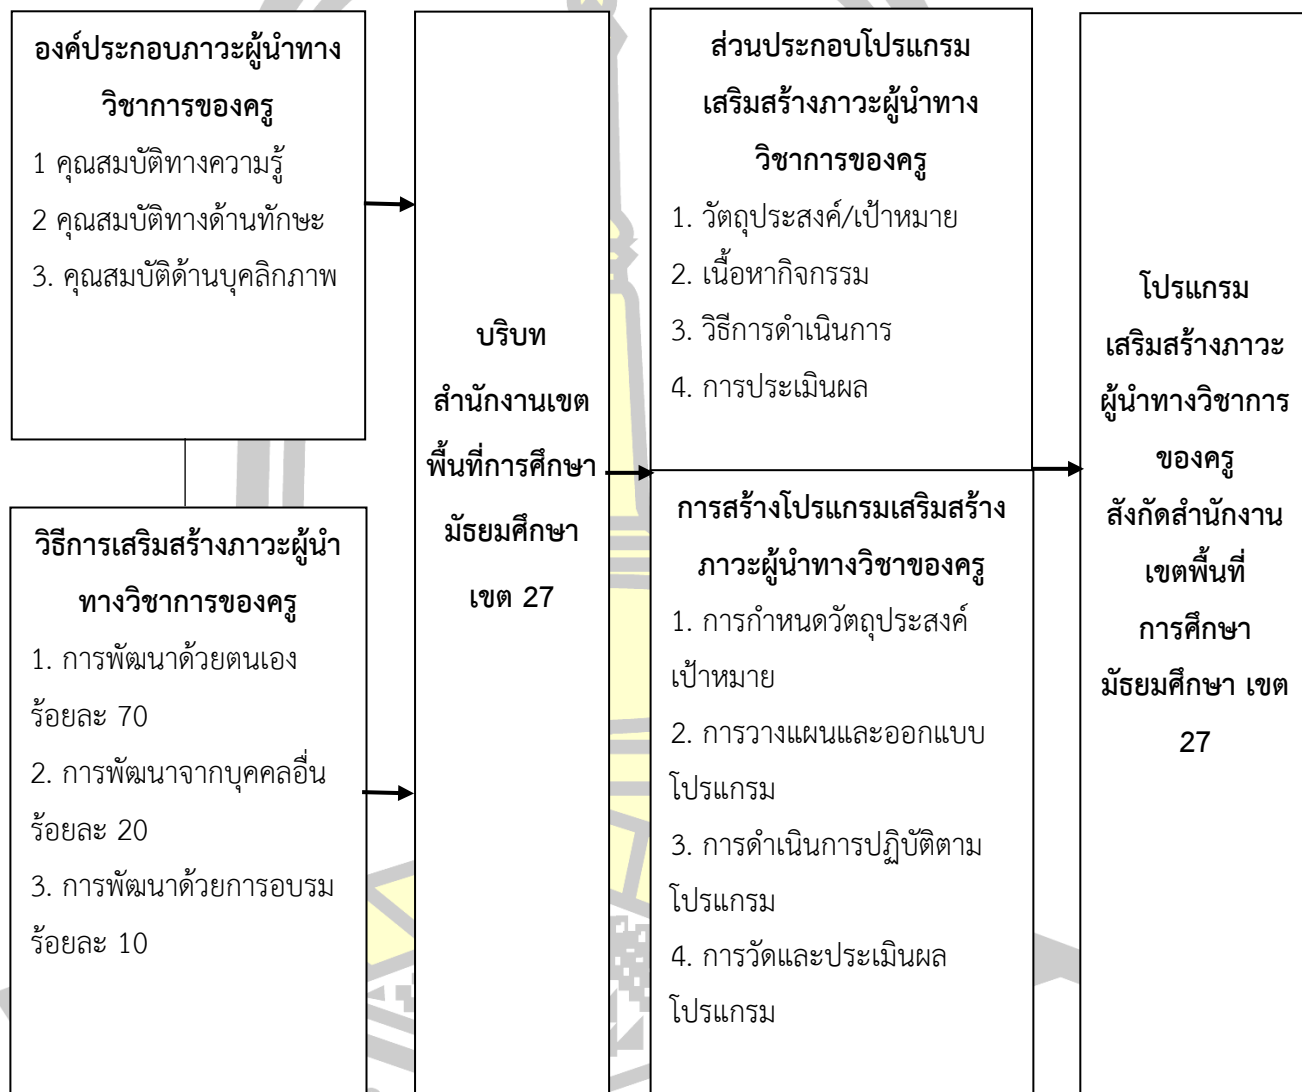 องค์ประกอบภาวะผู้นำทาง
วิชาการของครู
1 คุณสมบัติทางความรู้
2 คุณสมบัติทางด้านทักษะ
3. คุณสมบัติด้านบุคลิกภาพ
วิธีการเสริมสร้างภาวะผู้นำ
ทางวิชาการของครู
1. การพัฒนาด้วยตนเอง
ร้อยละ 70
2. การพัฒนาจากบุคคลอื่น
ร้อยละ 20
3. การพัฒนาด้วยการอบรม
ร้อยละ 10
บริบท
สำนักงานเขต
พื้นที่การศึกษา
มัธยมศึกษา
เขต 27
ส่วนประกอบโปรแกรม
เสริมสร้างภาวะผู้นำทาง
วิชาการของครู
1. วัตถุประสงค์/เป้าหมาย
2. เนื้อหากิจกรรม
3. วิธีการดำเนินการ
4. การประเมินผล
การสร้างโปรแกรมเสริมสร้าง
ภาวะผู้นำทางวิชาของครู
1. การกำหนดวัตถุประสงค์
เป้าหมาย
2. การวางแผนและออกแบบ
โปรแกรม
3. การดำเนินการปฏิบัติตาม
โปรแกรม
4. การวัดและประเมินผล
โปรแกรม
โปรแกรม
เสริมสร้างภาวะ
ผู้นำทางวิชาการ
ของครู
สังกัดสำนักงาน
เขตพื้นที่
การศึกษา
มัธยมศึกษา เขต
27